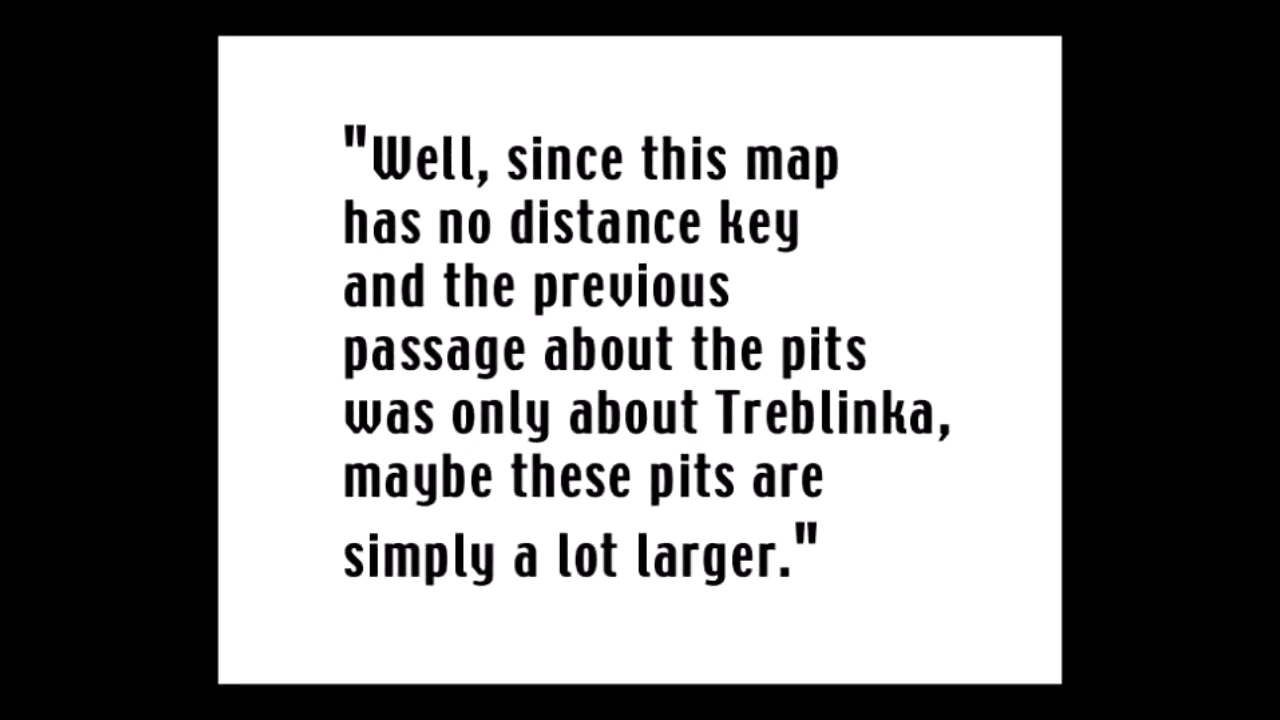 "Well, since this map
has no distance key
and the previous
passage about the pits
was only about Treblinka,
maybe these pits are
simply a lot larger."